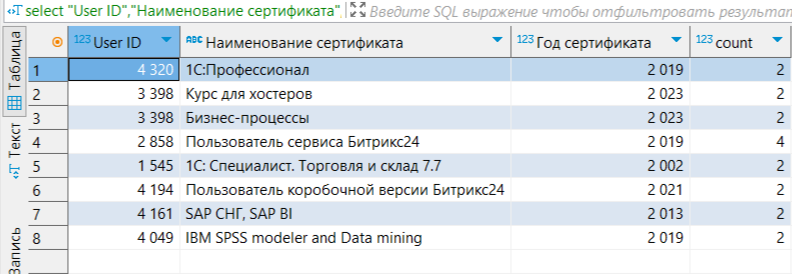 select "User ID","Наименование сертификата", Введите SQL выражение чтобы отфильтровать результат
Таблица
Текст
Запись
123 User ID ABC Наименование сертификата 123 Год сертификата 123 count
1 4 320 1С:Профессионал 2 019 2
2 3 398 Курс для хостеров 2 023 2
3 3 398 Бизнес-процессы 2 023 2
4 2 858 Пользователь сервиса Битрикс24 2 019 4
5 1 545 1С: Специалист. Торговля и склад 7.7 2 002 2
6 4 194 Пользователь коробочной версии Битрикс24 2 021 2
7 4 161 SAP СНГ, SAP BI 2 013 2
8 4 049 IBM SPSS modeler and Data mining 2 019 2